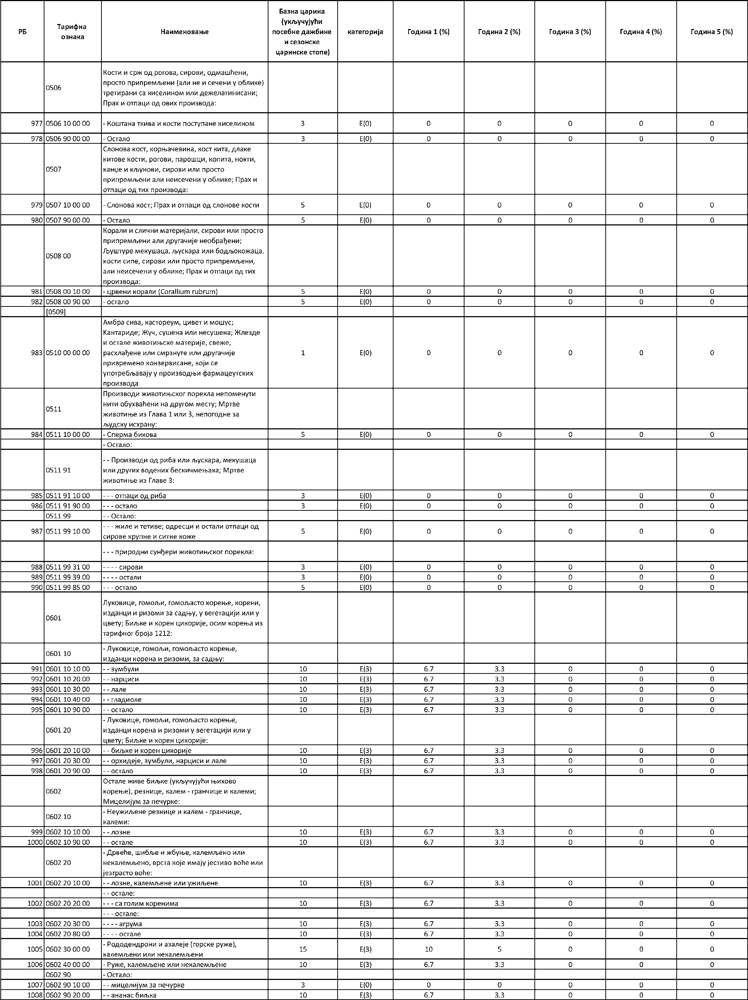 РБ Тарифна ознака Наименовање Базна царина (укључујући посебне дажбине и сезонске царинске стопе) категорија Година 1 (%) Година 2 (%) Година 3 (%) Година 4 (%) Година 5 (%)
0506 Кости и срж од рогова, сирови, одмашћени,
просто припремљени (али не и сечени у облике)
третирани са киселином или дежелатинисани;
Прах и отпаци од ових производа:
977 0506 10 00 00 - Коштана ткива и кости поступане киселином 3 E(0) 0 0 0 0 0
978 0506 90 00 00 - Остало 3 E(0) 0 0 0 0 0
0507 Слонова кост, корњачевина, кост кита, длаке
китове кости, рогови, парошци, копита, нокти,
канџе и кљунови, сирови или просто
припремљени али неисечени у облике; Прах и
отпаци од тих производа:
979 0507 10 00 00 - Слонова кост; Прах и отпаци од слонове кости 5 E(0) 0 0 0 0 0
980 0507 90 00 00 - Остало 5 E(0) 0 0 0 0 0
0508 00 Корали и слични материјали, сирови или просто
припремљени али другачије необрађени;
Љуштуре мекушаца, љускара или бодљокожаца,
кости сипе, сирови или просто припремљени,
али неисечени у облике; Прах и отпаци од тих
производа:
981 0508 00 10 00 - црвени корали (Corallium rubrum) 5 E(0) 0 0 0 0 0
982 0508 00 90 00 - остало 5 E(0) 0 0 0 0 0
[0509]
983 0510 00 00 00 Амбра сива, кастореум, цивет и мошус;
Кантариде; Жуч, сушена или несушена; Жлезде
и остале животињске материје, свеже,
расхлађене или смрзнуте или другачије
привремено конзервисане, који се
употребљавају у производњи фармацеутских
производа 1 E(0) 0 0 0 0 0
0511 Производи животињског порекла непоменути
нити обухваћени на другом месту; Мртве
животиње из Глава 1 или 3, непогодне за
људску исхрану:
984 0511 10 00 00 - Сперма бикова 5 E(0) 0 0 0 0 0
- Остало:
0511 91 - - Производи од риба или љускара, мекушаца
или других водених бескичмењака; Мртве
животиње из Главе 3:
985 0511 91 10 00 - - - отпаци од риба 3 E(0) 0 0 0 0 0
986 0511 91 90 00 - - - остало 3 E(0) 0 0 0 0 0
0511 99 - - Остало:
987 0511 99 10 00 - - - жиле и тетиве; одресци и остали отпаци од
сирове крупне и ситне коже 5 E(0) 0 0 0 0 0
- - - природни сунђери животињског порекла:
988 0511 99 31 00 - - - - сирови 3 E(0) 0 0 0 0 0
989 0511 99 39 00 - - - - остали 3 E(0) 0 0 0 0 0
990 0511 99 85 00 - - - остало 5 E(0) 0 0 0 0 0
0601 Луковице, гомољи, гомољасто корење, корени,
изданци и ризоми за садњу, у вегетацији или у
цвету; Биљке и корен цикорије, осим корења из
тарифног броја 1212:
0601 10 - Луковице, гомољи, гомољасто корење,
изданци корена и ризоми, за садњу:
991 0601 10 10 00 - - зумбули 10 E(3) 6.7 3.3 0 0 0
992 0601 10 20 00 - - нарциси 10 E(3) 6.7 3.3 0 0 0
993 0601 10 30 00 - - лале 10 E(3) 6.7 3.3 0 0 0
994 0601 10 40 00 - - гладиоле 10 E(3) 6.7 3.3 0 0 0
995 0601 10 90 00 - - остало 10 E(3) 6.7 3.3 0 0 0
0601 20 - Луковице, гомољи, гомољасто корење,
изданци корена и ризоми у вегетацији или у
цвету; Биљке и корен цикорије:
996 0601 20 10 00 - - биљке и корен цикорије 10 E(3) 6.7 3.3 0 0 0
997 0601 20 30 00 - - орхидеје, зумбули, нарциси и лале 10 E(3) 6.7 3.3 0 0 0
998 0601 20 90 00 - - остало 10 E(3) 6.7 3.3 0 0 0
0602 Остале живе биљке (укључујући њихово
корење), резнице, калем - гранчице и калеми;
Мицелијум за печурке:
0602 10 - Неужиљене резнице и калем - гранчице,
калеми:
999 0602 10 10 00 - - лозне 10 E(3) 6.7 3.3 0 0 0
1000 0602 10 90 00 - - остале 10 E(3) 6.7 3.3 0 0 0
0602 20 - Дрвеће, шибље и жбуње, калемљено или
некалемљено, врста које имају јестиво воће или
језграсто воће:
1001 0602 20 10 00 - - лозне, калемљене или ужиљене 10 E(3) 6.7 3.3 0 0 0
- - остале:
1002 0602 20 20 00 - - - са голим коренима 10 E(3) 6.7 3.3 0 0 0
- - - остале:
1003 0602 20 30 00 - - - - агрума 10 E(3) 6.7 3.3 0 0 0
1004 0602 20 80 00 - - - - остале 10 E(3) 6.7 3.3 0 0 0
1005 0602 30 00 00 - Рододендрони и азалеје (горске руже),
калемљени или некалемљени 15 E(3) 10 5 0 0 0
1006 0602 40 00 00 - Руже, калемљене или некалемљене 10 E(3) 6.7 3.3 0 0 0
0602 90 - Остало:
1007 0602 90 10 00 - - мицелијум за печурке 3 E(0) 0 0 0 0 0
1008 0602 90 20 00 - - ананас биљка 10 E(3) 6.7 3.3 0 0 0